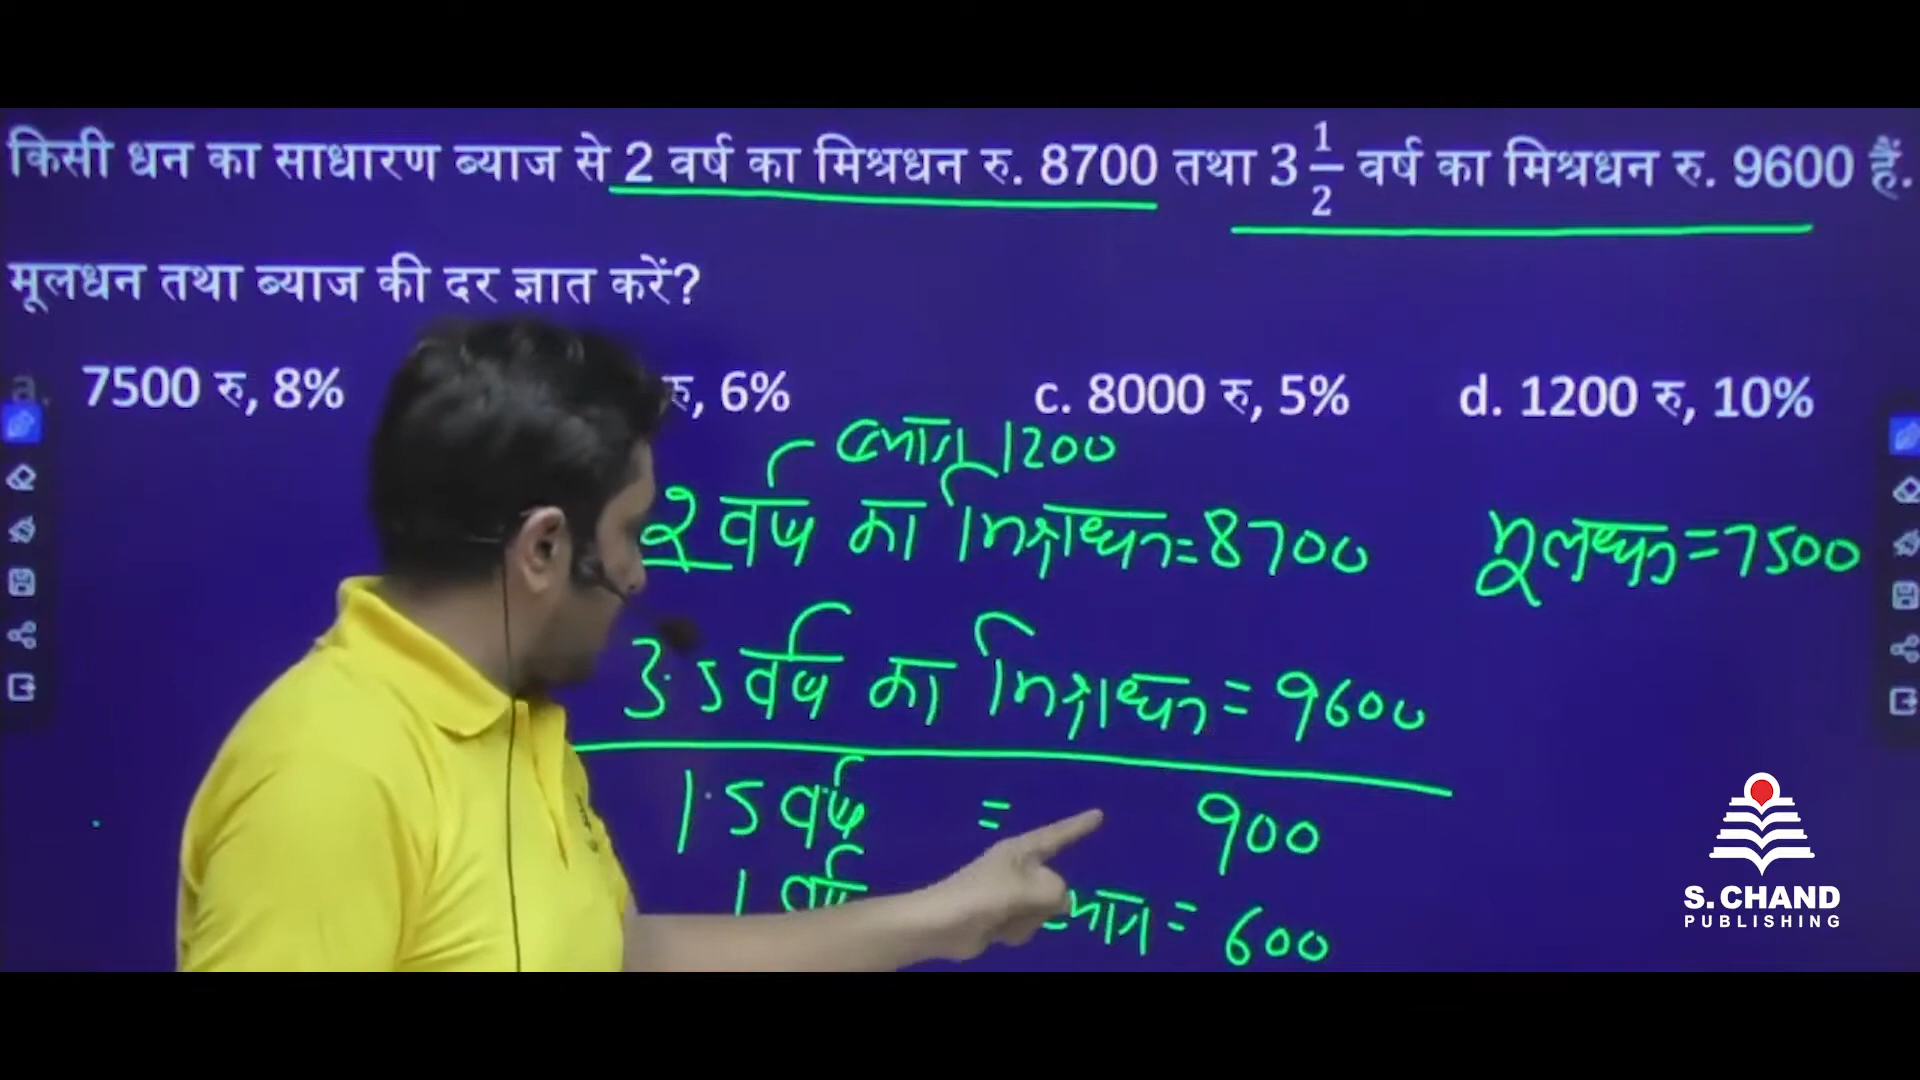 किसी धन का साधारण ब्याज से 2 वर्ष का मिश्रधन रु. 8700 तथा 3 1/2 वर्ष का मिश्रधन रु. 9600 हैं.
मूलधन तथा ब्याज की दर ज्ञात करें?
a. 7500 रु, 8% रु, 6% c. 8000 रु, 5% d. 1200 रु, 10%
ब्याज 1200
2 वर्ष का मिश्रधन = 8700 मूलधन = 7500
3.5 वर्ष का मिश्रधन = 9600
1.5 वर्ष = 900
1 वर्ष = 600
S. CHAND
PUBLISHING